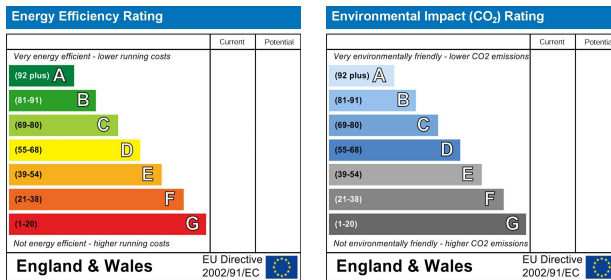 Energy Efficiency Rating
Current Potential
Very energy efficient - lower running costs
(92 plus) A
(81-91) B
(69-80) C
(55-68) D
(39-54) E
(21-38) F
(1-20) G
Not energy efficient - higher running costs
England & Wales
EU Directive
2002/91/EC
Environmental Impact (CO₂) Rating
Current Potential
Very environmentally friendly - lower CO2 emissions
(92 plus) A
(81-91) B
(69-80) C
(55-68) D
(39-54) E
(21-38) F
(1-20) G
Not environmentally friendly - higher CO2 emissions
England & Wales
EU Directive
2002/91/EC